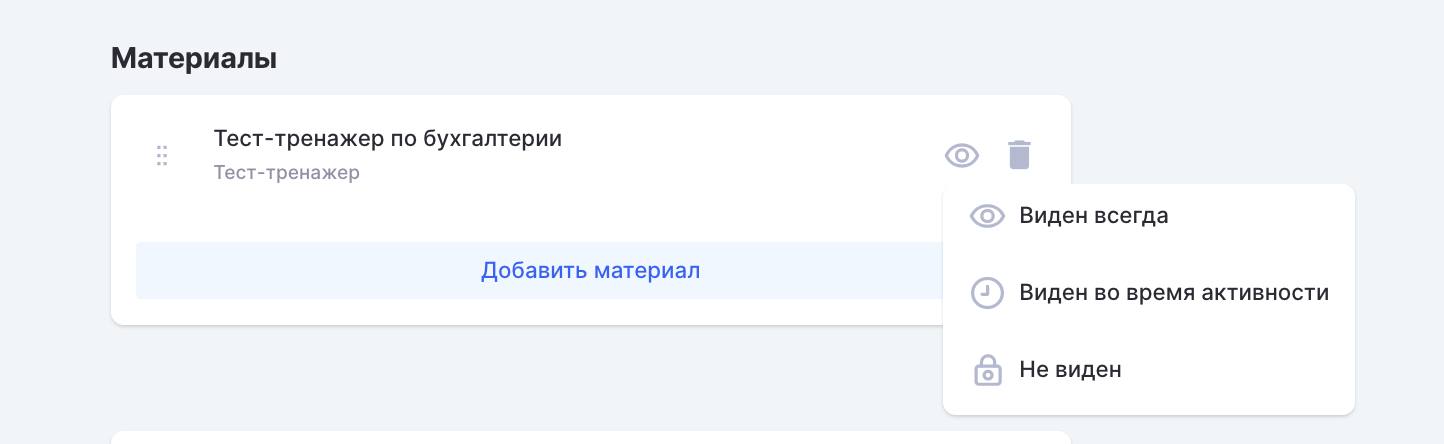 Материалы
Тест-тренажер по бухгалтерии
Тест-тренажер
Добавить материал
Виден всегда
Виден во время активности
Не виден